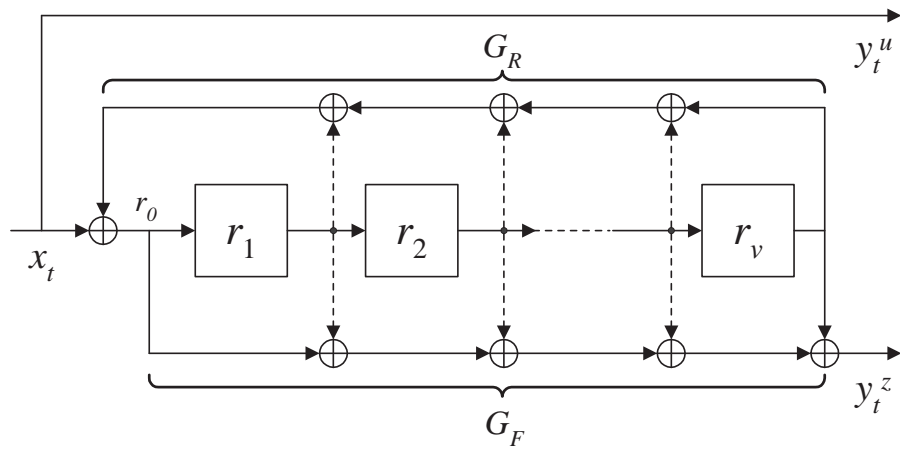 y_t^u
G_R
r_0
r_1
r_2
r_v
x_t
y_t^z
G_F